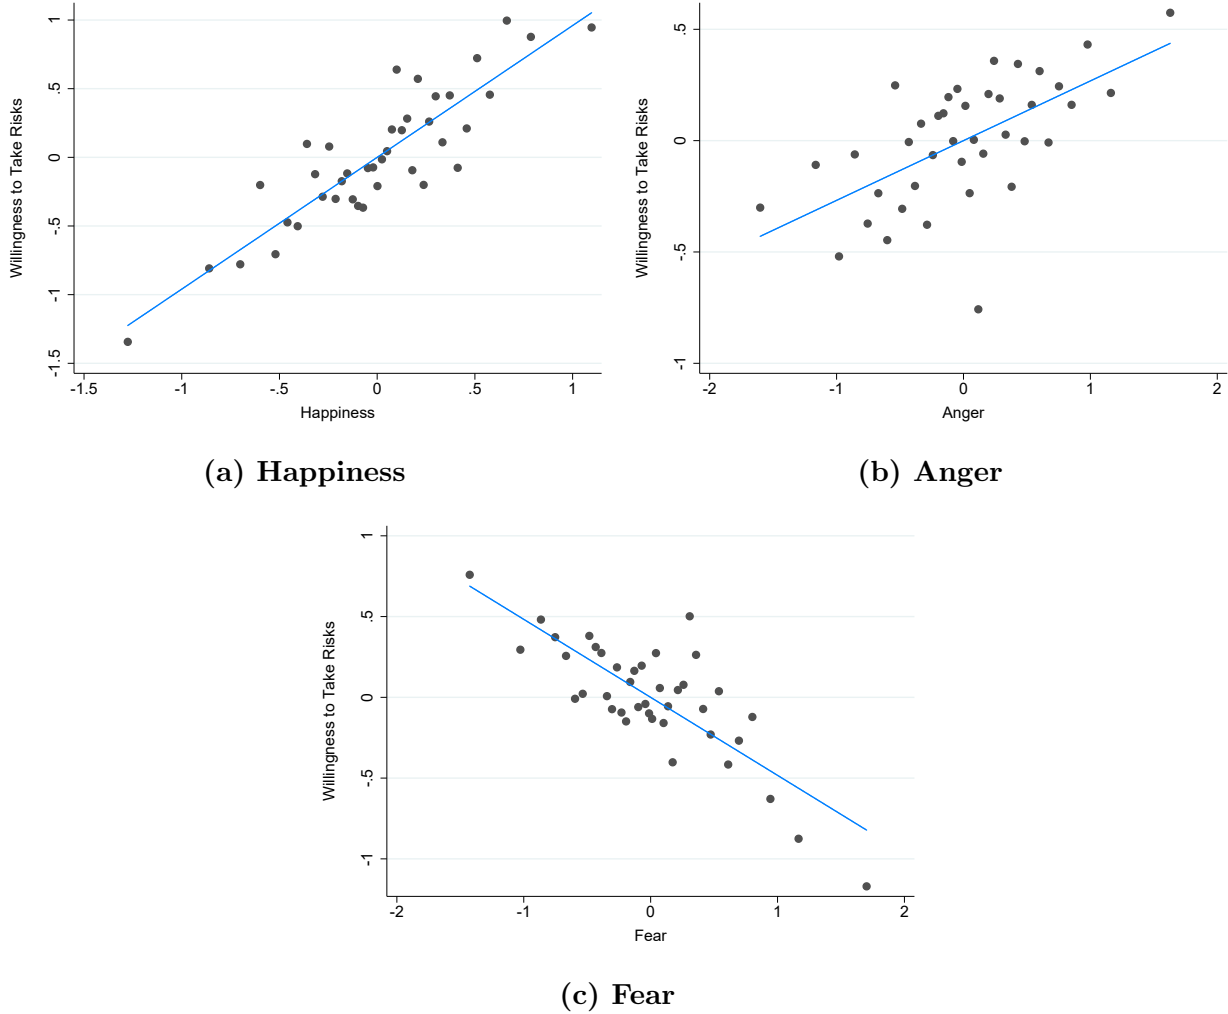 Willingness to Take Risks
1
.5
0
-.5
-1
-1.5
-1.5 -1 -.5 0 .5 1
Happiness
(a) Happiness
Willingness to Take Risks
.5
0
-.5
-1
-2 -1 0 1 2
Anger
(b) Anger
Willingness to Take Risks
1
.5
0
-.5
-1
-2 -1 0 1 2
Fear
(c) Fear